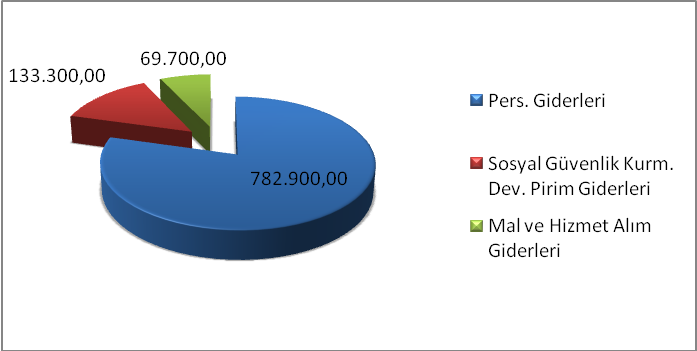 69.700,00
133.300,00
782.900,00
Pers. Giderleri
Sosyal Güvenlik Kurm.
Dev. Pirim Giderleri
Mal ve Hizmet Alım
Giderleri